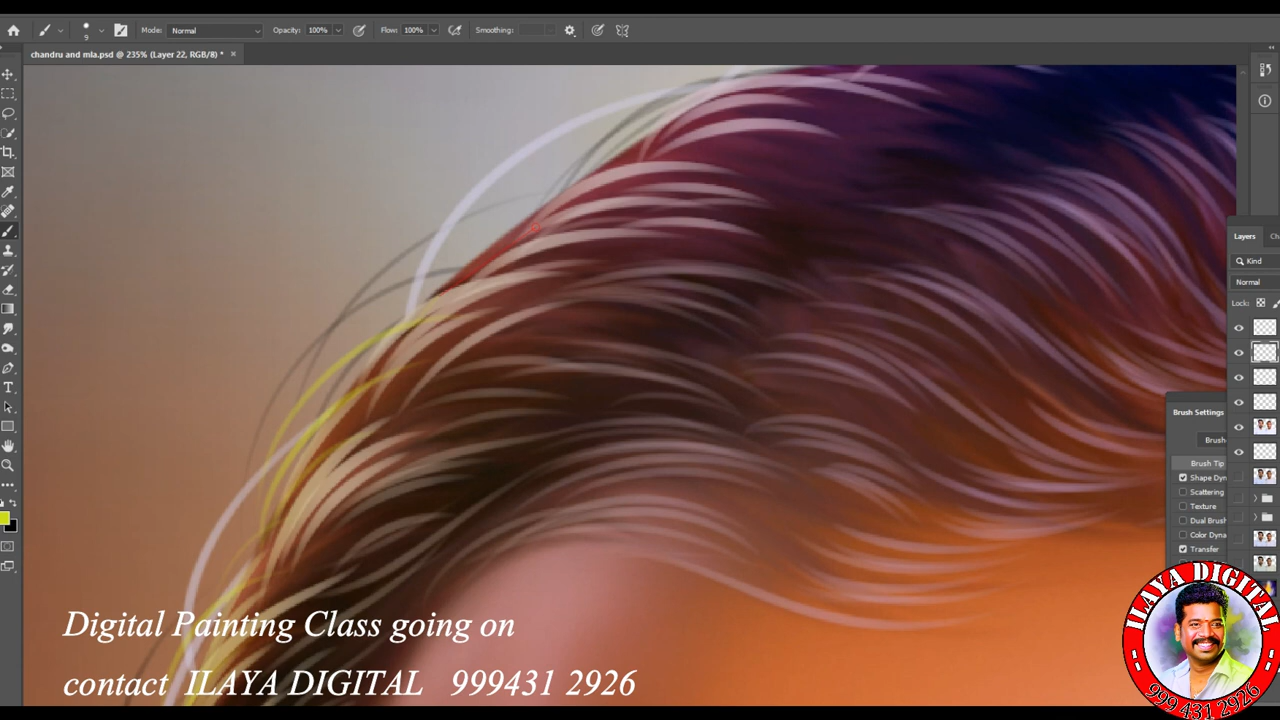 Mode: Normal Opacity: 100% Flow: 100% Smoothing:
9
chandru and mla.psd @ 235% (Layer 22, RGB/8) * ×
Layers
Kind
Normal
Lock:
Brush Settings
Brush Tip
Shape Dyn
Scattering
Texture
Dual Brush
Color Dyna
Transfer
Digital Painting Class going on
contact ILAYA DIGITAL 999431 2926
ILAYA DIGITAL
999 431 2926